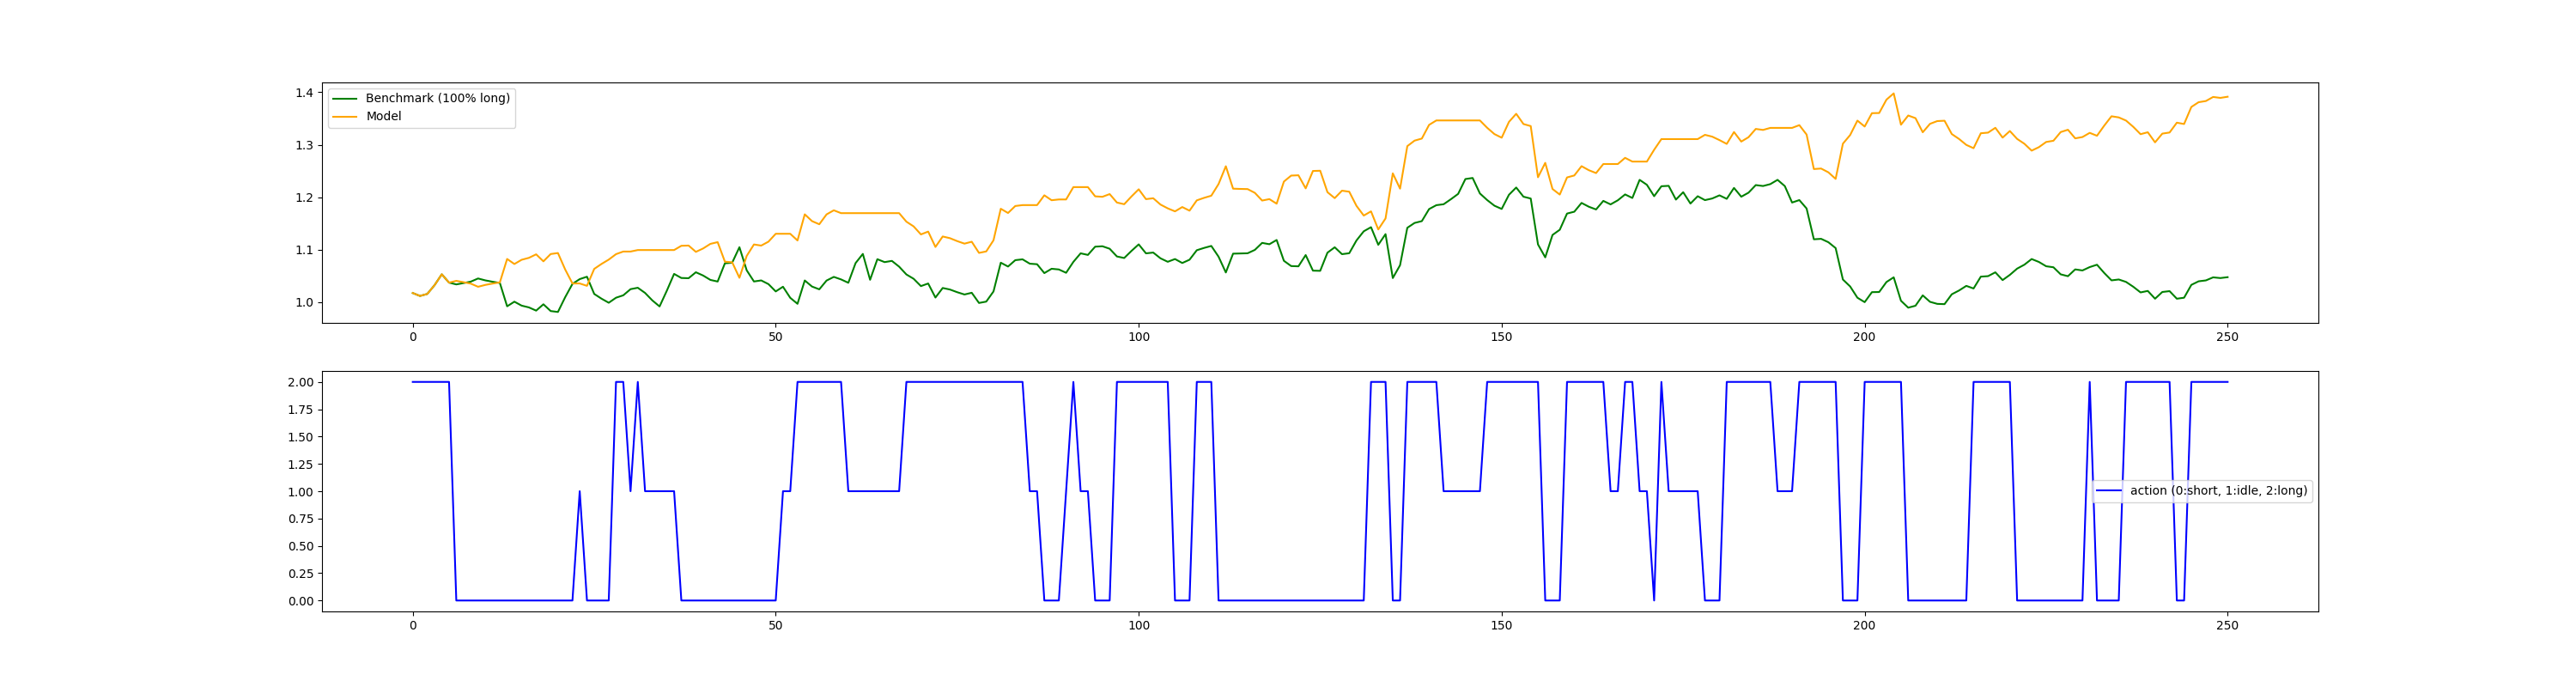 1.4
1.3
1.2
1.1
1.0
Benchmark (100% long)
Model
0 50 100 150 200 250
2.00
1.75
1.50
1.25
1.00
0.75
0.50
0.25
0.00
action (0:short, 1:idle, 2:long)
0 50 100 150 200 250